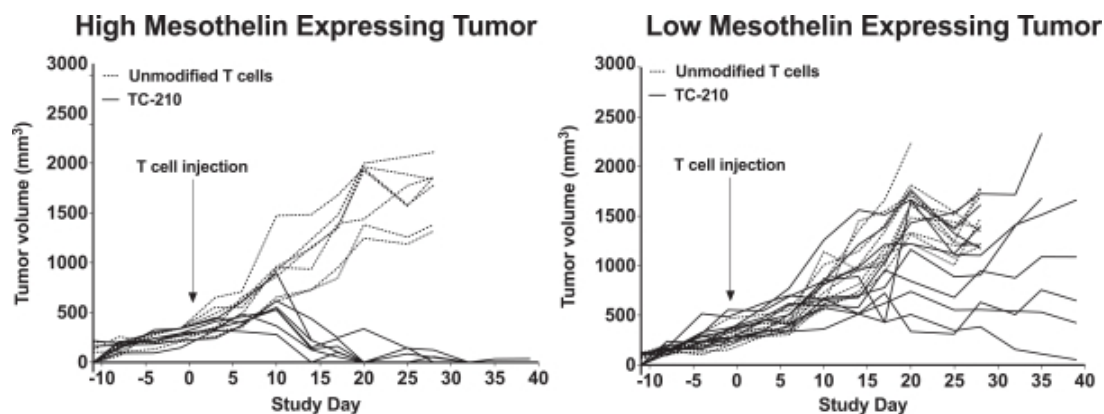 High Mesothelin Expressing Tumor
3000
2500
2000
1500
1000
500
0
Tumor volume (mm³)
Unmodified T cells
TC-210
T cell injection
-10 -5 0 5 10 15 20 25 30 35 40
Study Day
Low Mesothelin Expressing Tumor
3000
2500
2000
1500
1000
500
0
Tumor volume (mm³)
Unmodified T cells
TC-210
T cell injection
-10 -5 0 5 10 15 20 25 30 35 40
Study Day